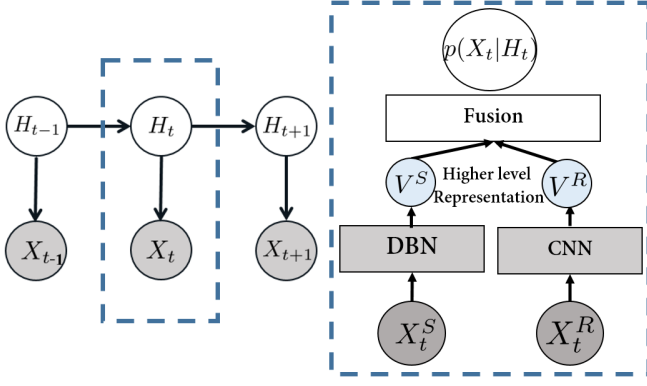 H_{t-1}
H_t
H_{t+1}
X_{t-1}
X_t
X_{t+1}
p(X_t|H_t)
Fusion
V^S
Higher level
Representation
V^R
DBN
CNN
X_t^S
X_t^R